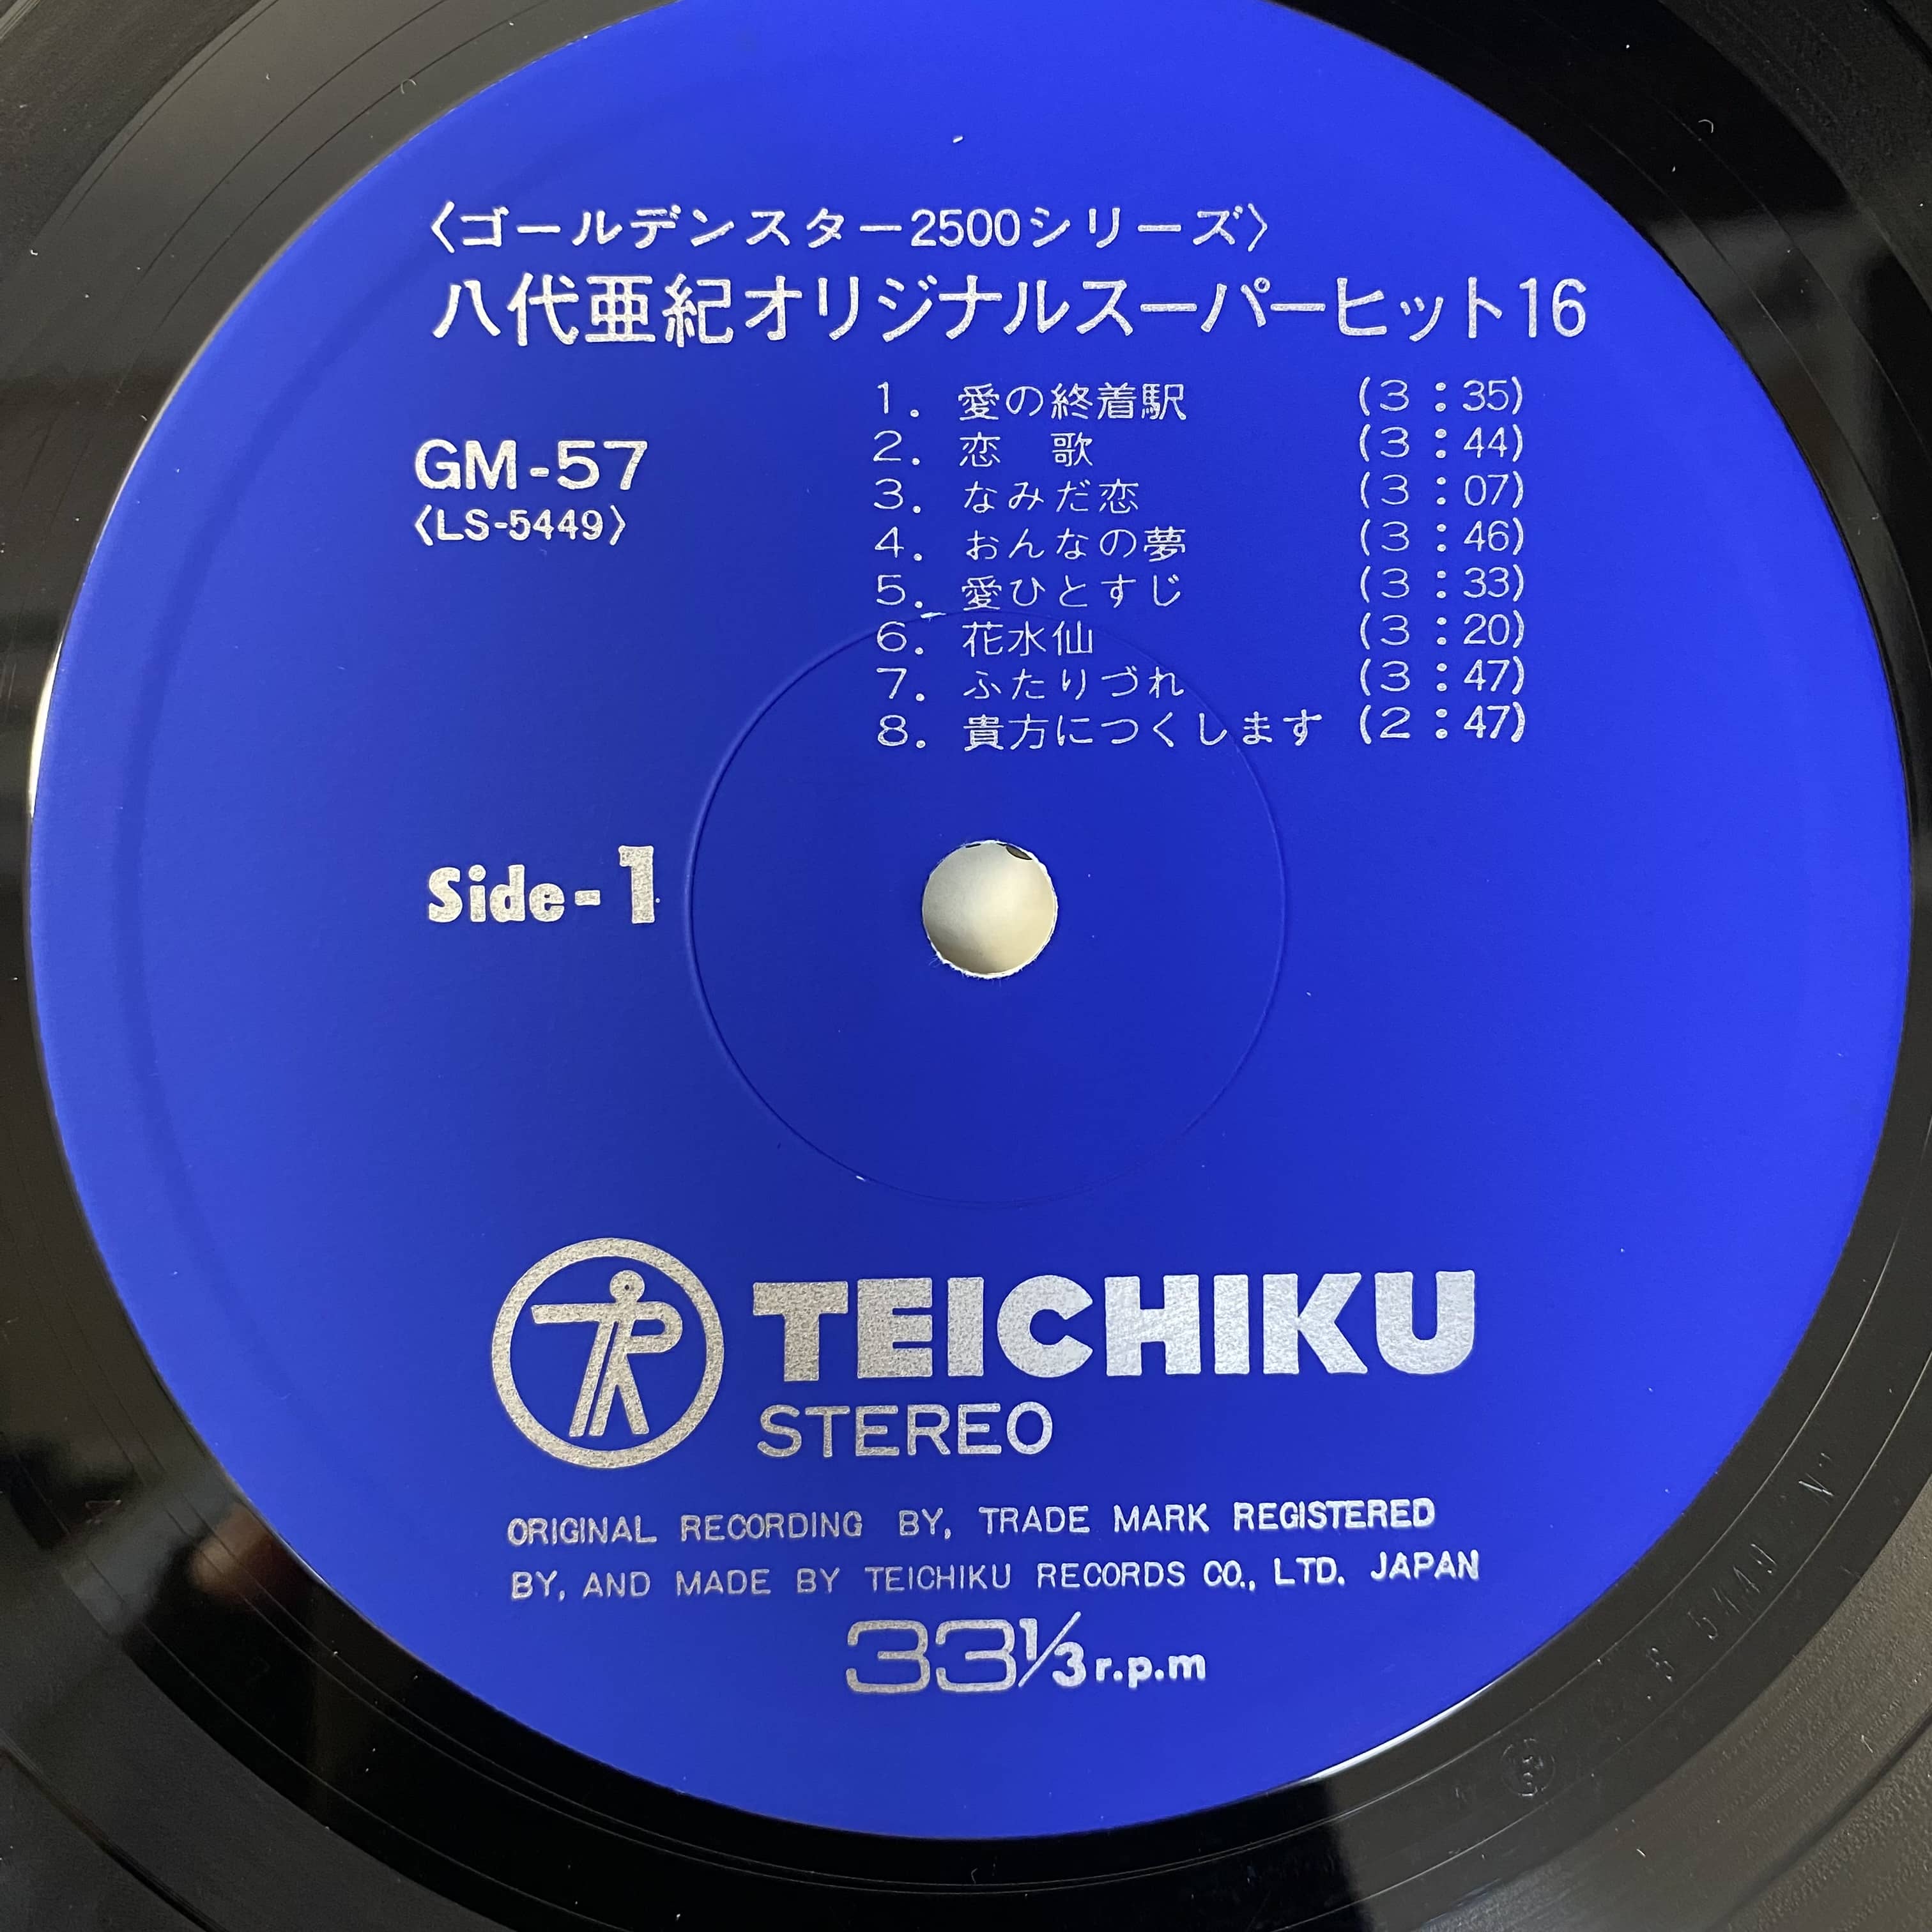 〈ゴールデンスター2500シリーズ〉
八代亜紀オリジナルスーパーヒット16
GM-57
〈LS-5449〉
1. 愛の終着駅 (3:35)
2. 恋 歌 (3:44)
3. なみだ恋 (3:07)
4. おんなの夢 (3:46)
5. 愛ひとすじ (3:33)
6. 花水仙 (3:20)
7. ふたりづれ (3:47)
8. 貴方につくします (2:47)
Side-1
TEICHIKU
STEREO
ORIGINAL RECORDING BY, TRADE MARK REGISTERED
BY, AND MADE BY TEICHIKU RECORDS CO., LTD. JAPAN
33 1/3 r.p.m